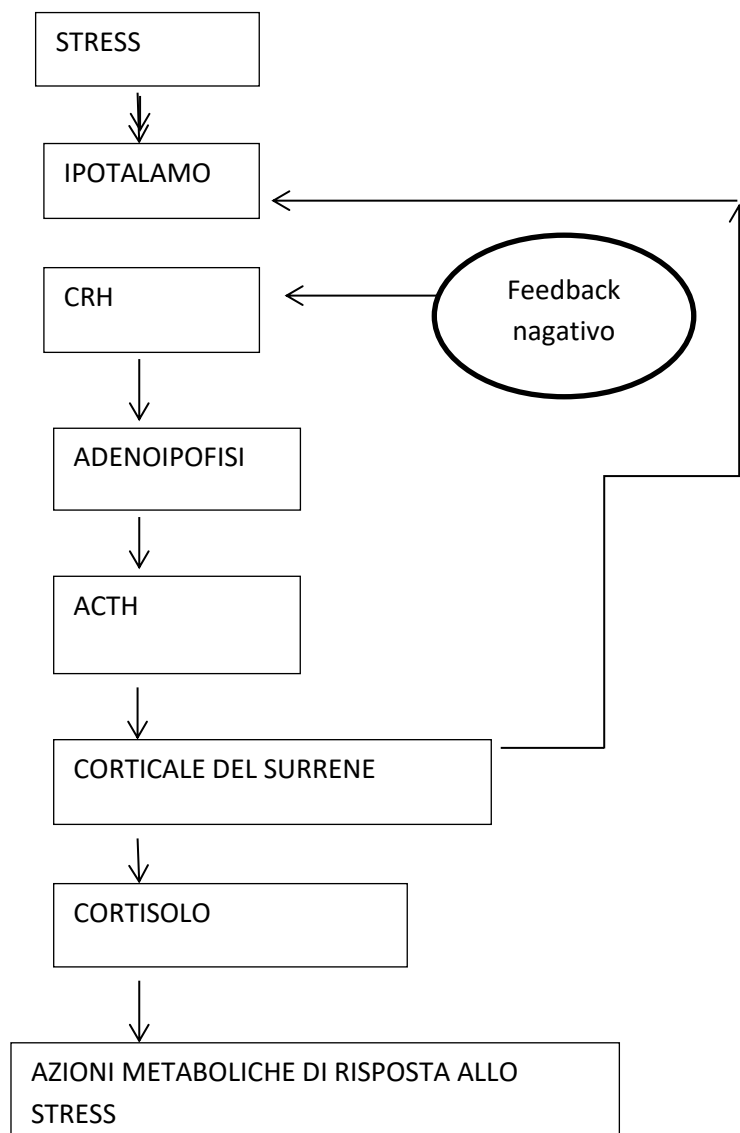 STRESS
IPOTALAMO
CRH
Feedback
nagativo
ADENOIPOFISI
ACTH
CORTICALE DEL SURRENE
CORTISOLO
AZIONI METABOLICHE DI RISPOSTA ALLO
STRESS